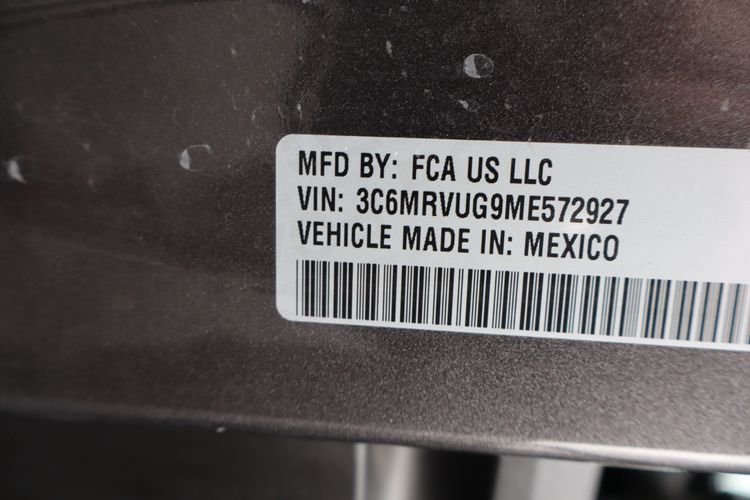 MFD BY: FCA US LLC
VIN: 3C6MRVUG9ME572927
VEHICLE MADE IN: MEXICO